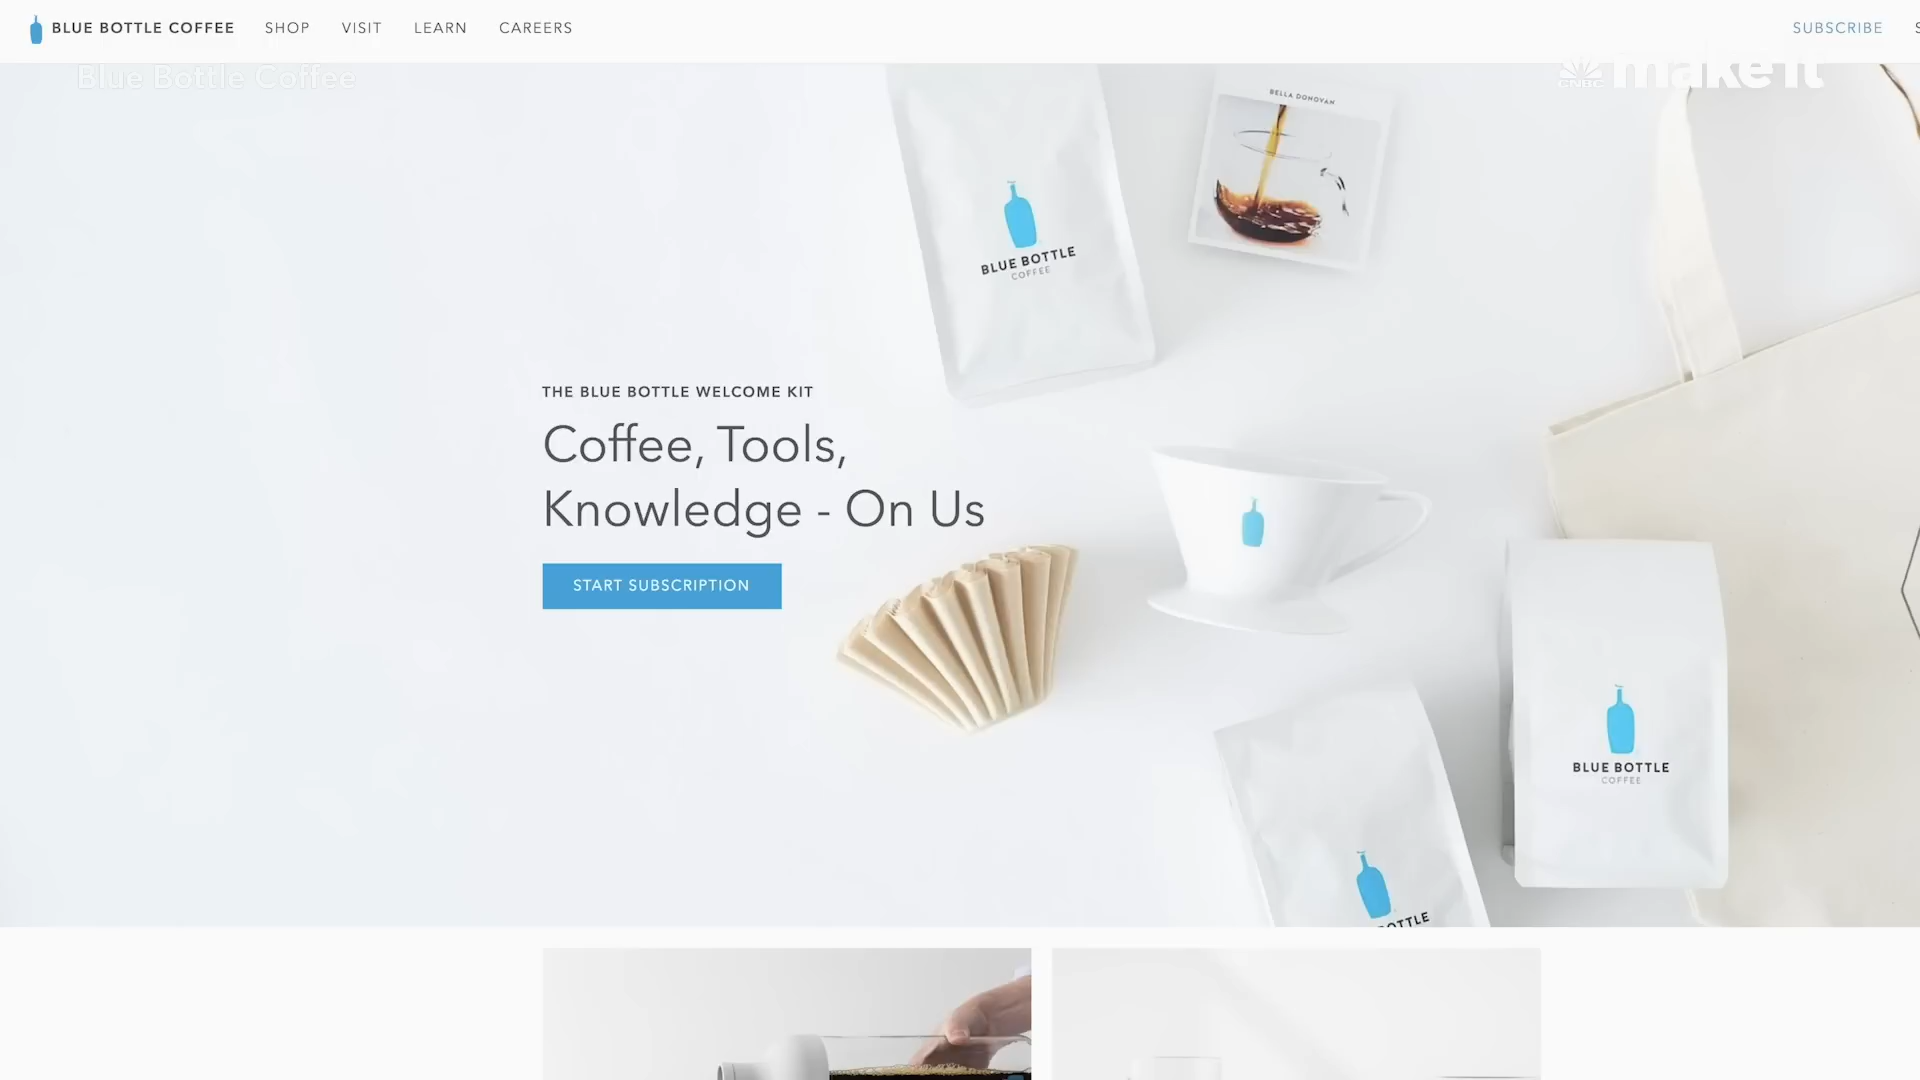 BLUE BOTTLE COFFEE SHOP VISIT LEARN CAREERS SUBSCRIBE
Blue Bottle Coffee
CNBC make it
BELLA DONOVAN
BLUE BOTTLE
COFFEE
THE BLUE BOTTLE WELCOME KIT
Coffee, Tools,
Knowledge - On Us
START SUBSCRIPTION
BLUE BOTTLE
COFFEE